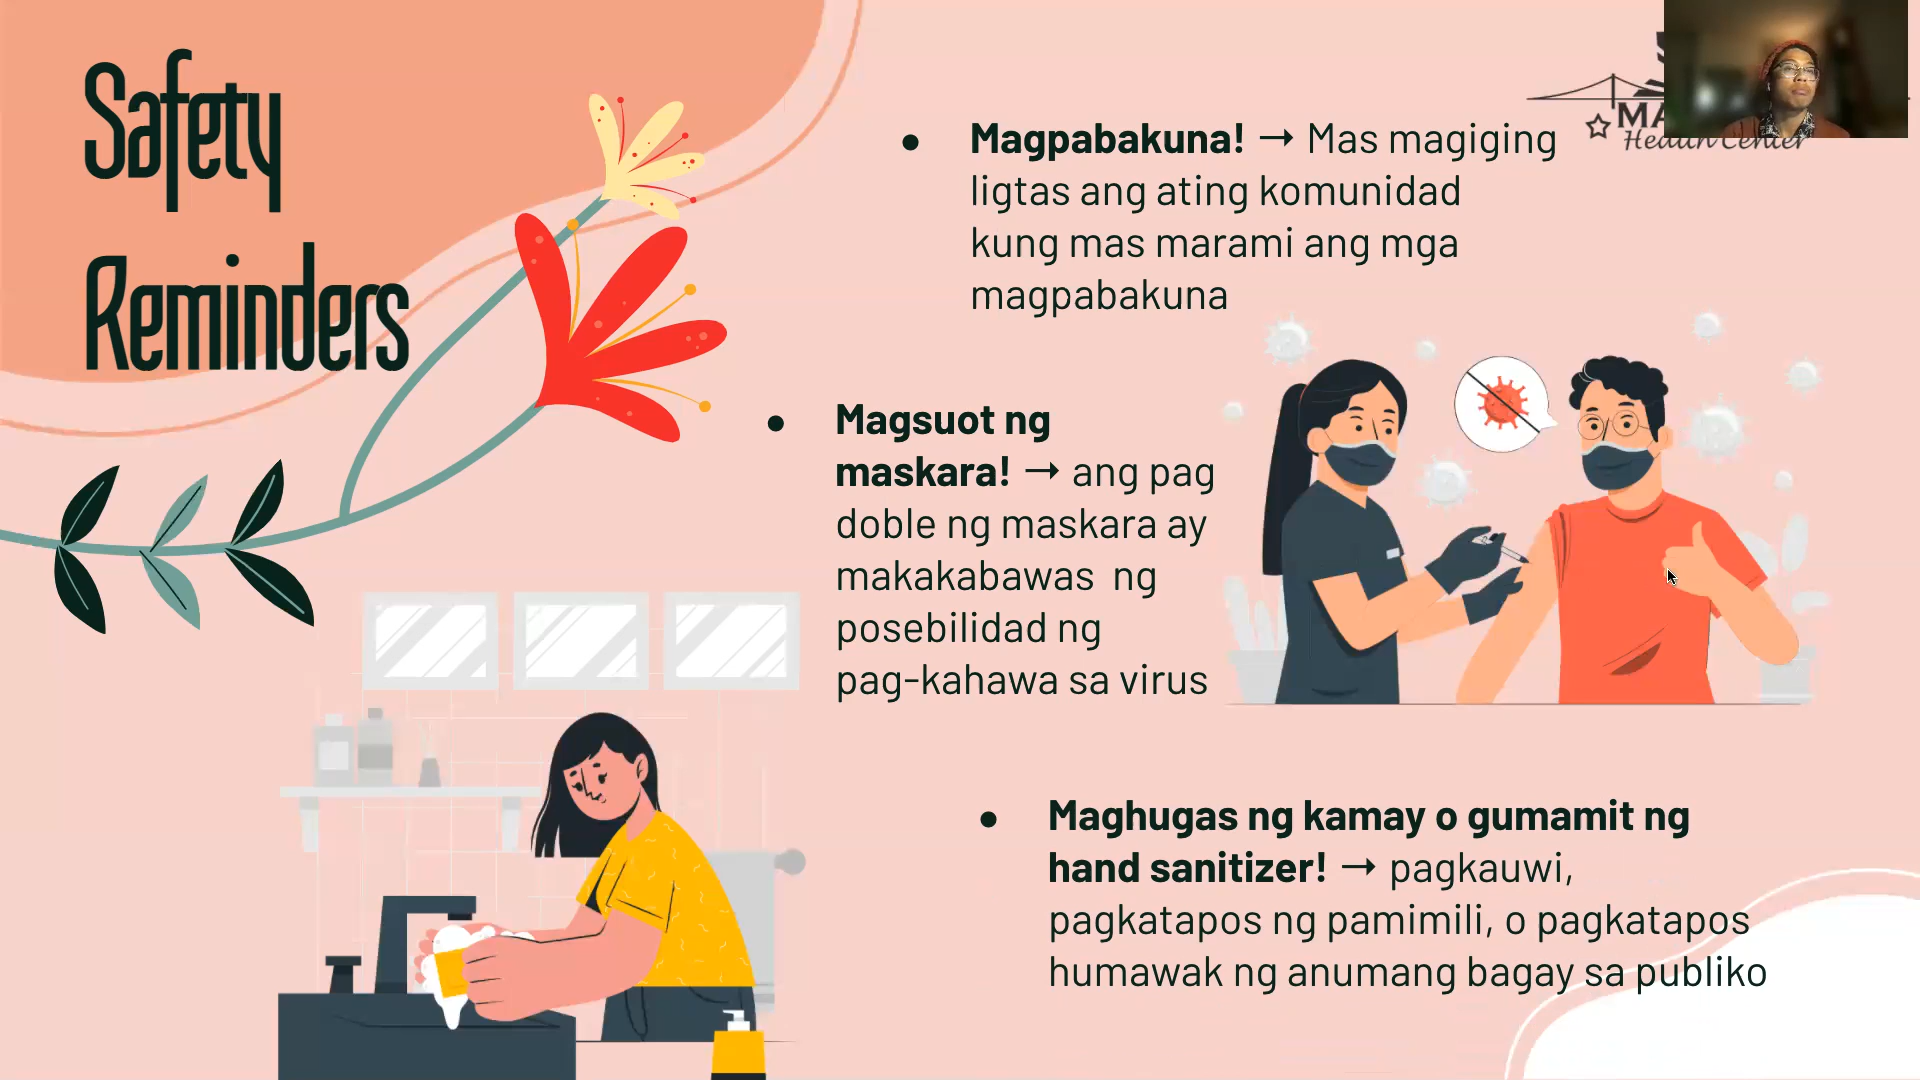 Safety
Reminders
● Magpabakuna! → Mas magiging
ligtas ang ating komunidad
kung mas marami ang mga
magpabakuna
● Magsuot ng
maskara! → ang pag
doble ng maskara ay
makakabawas  ng
posebilidad ng
pag-kahawa sa virus
● Maghugas ng kamay o gumamit ng
hand sanitizer! → pagkauwi,
pagkatapos ng pamimili, o pagkatapos
humawak ng anumang bagay sa publiko
Health Center